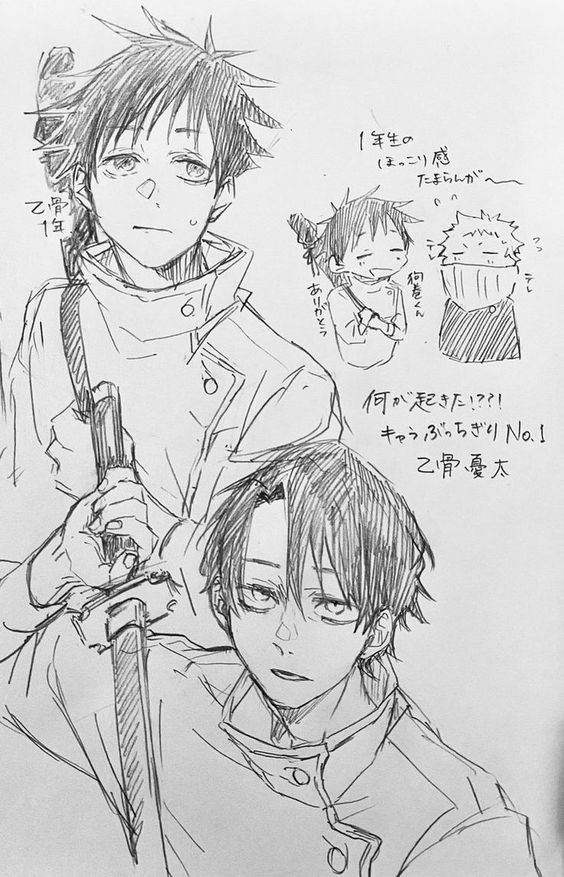 1年生の
ほっこり感
たまらんが〜
乙骨
1年
狗巻くん
ありがとう
テレ
テレ
何が起きた!??!
キャラぶっちぎりNo.1
乙骨憂太